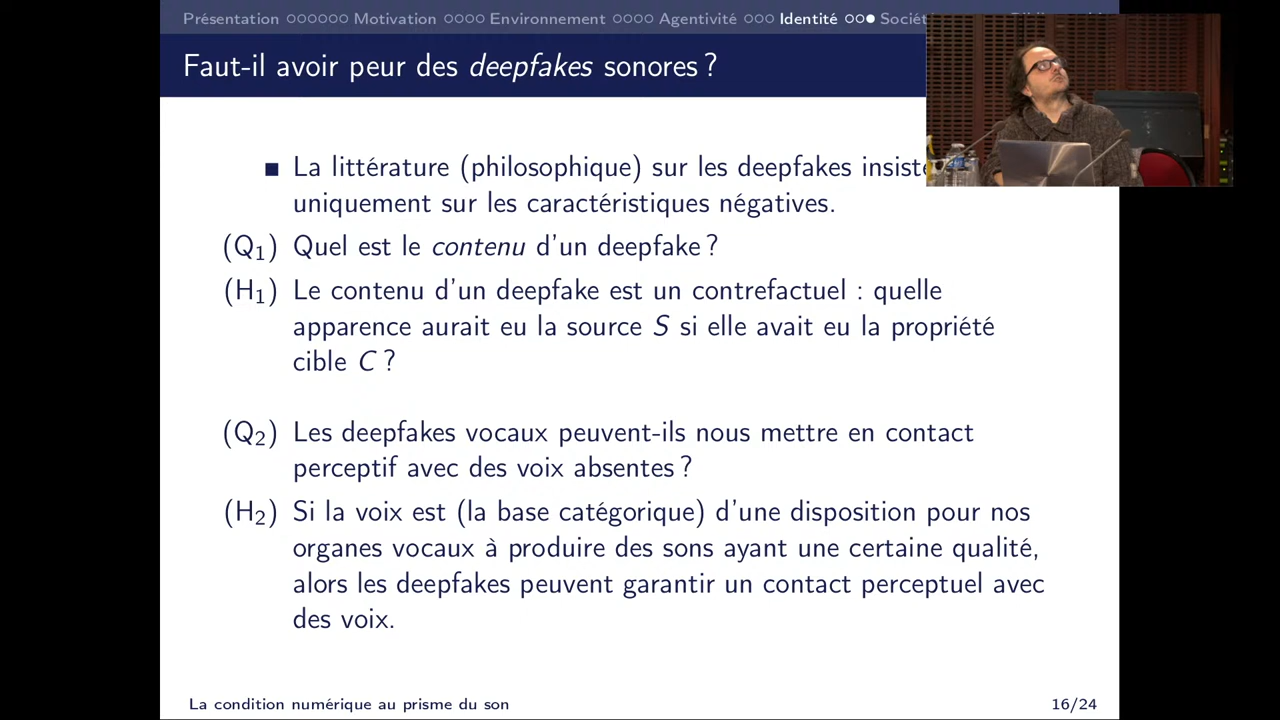 Présentation Motivation Environnement Agentivité Identité Sociét
Faut-il avoir peur des deepfakes sonores ?
La littérature (philosophique) sur les deepfakes insiste
uniquement sur les caractéristiques négatives.
(Q1) Quel est le contenu d'un deepfake ?
(H1) Le contenu d'un deepfake est un contrefactuel : quelle
apparence aurait eu la source S si elle avait eu la propriété
cible C ?
(Q2) Les deepfakes vocaux peuvent-ils nous mettre en contact
perceptif avec des voix absentes ?
(H2) Si la voix est (la base catégorique) d'une disposition pour nos
organes vocaux à produire des sons ayant une certaine qualité,
alors les deepfakes peuvent garantir un contact perceptuel avec
des voix.
La condition numérique au prisme du son 16/24